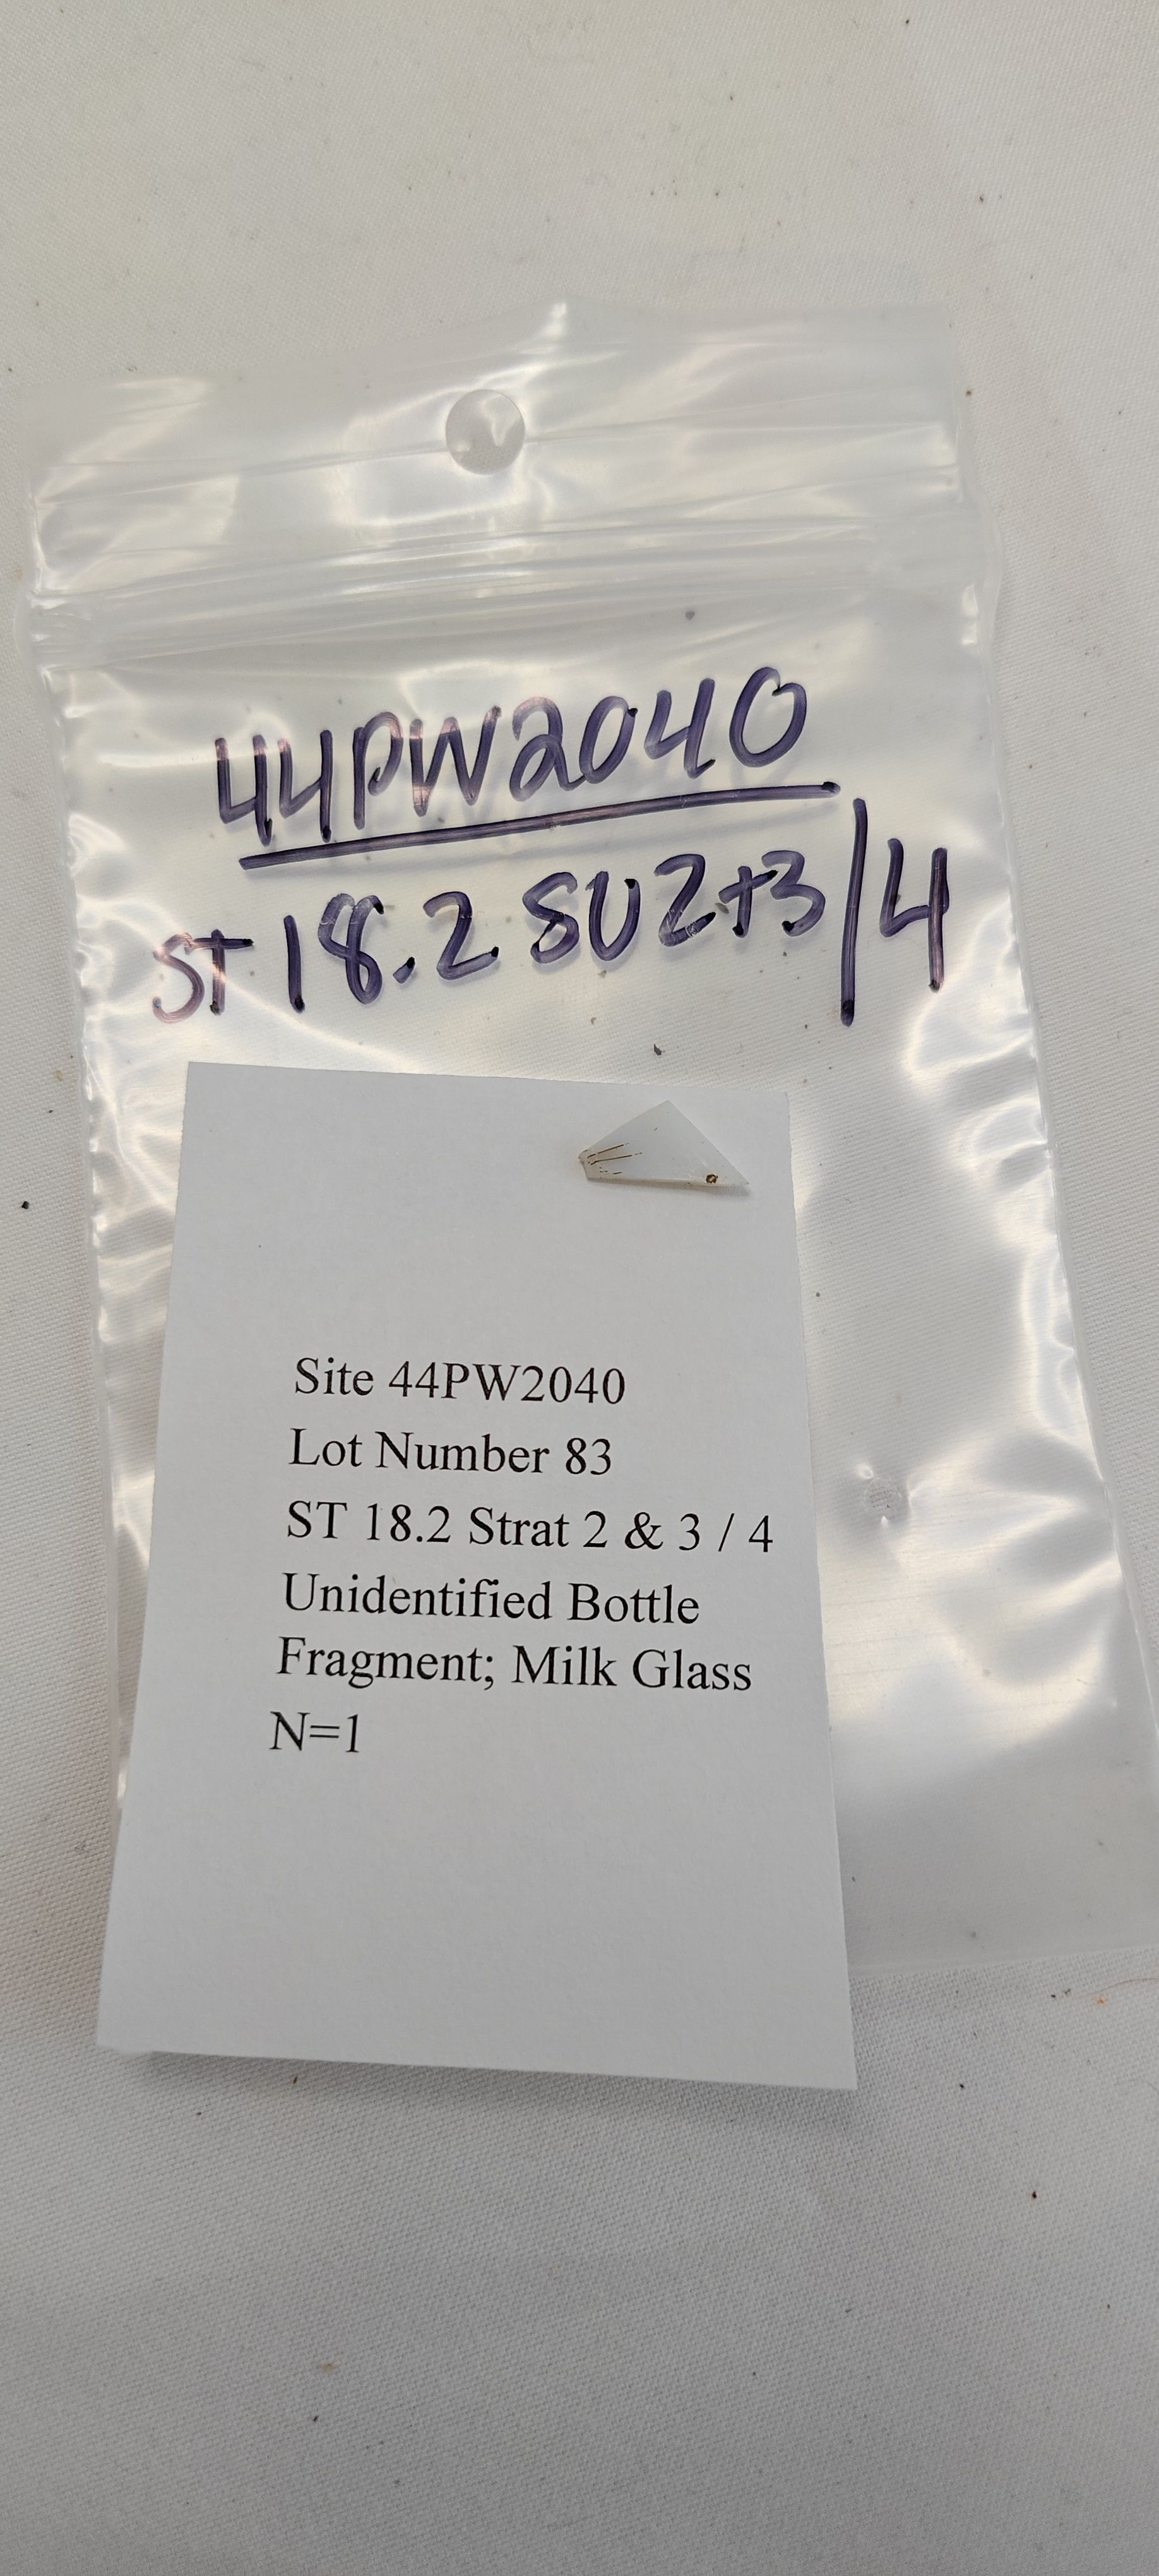 44PW2040
ST 18.2 SU2+3/4
Site 44PW2040
Lot Number 83
ST 18.2 Strat 2 & 3 / 4
Unidentified Bottle
Fragment; Milk Glass
N=1